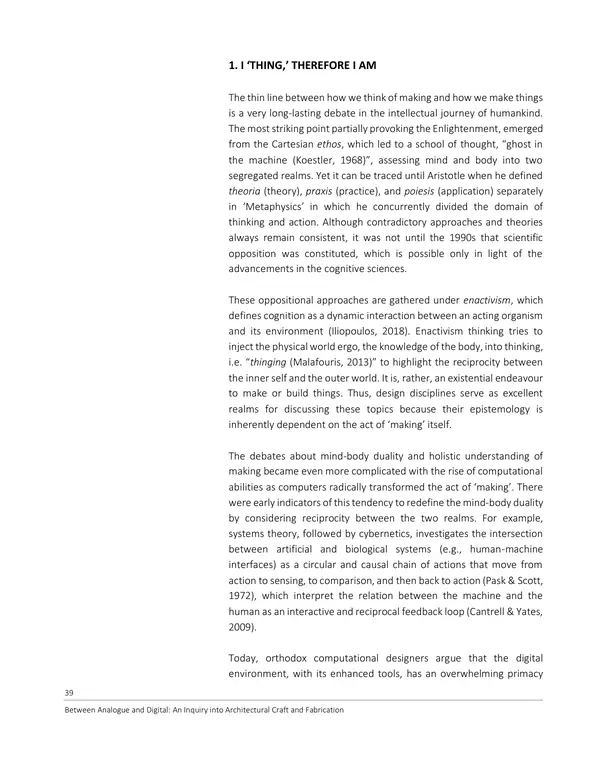 1. I ‘THING,’ THEREFORE I AM
The thin line between how we think of making and how we make things
is a very long-lasting debate in the intellectual journey of humankind.
The most striking point partially provoking the Enlightenment, emerged
from the Cartesian ethos, which led to a school of thought, “ghost in
the machine (Koestler, 1968)”, assessing mind and body into two
segregated realms. Yet it can be traced until Aristotle when he defined
theoria (theory), praxis (practice), and poiesis (application) separately
in ‘Metaphysics’ in which he concurrently divided the domain of
thinking and action. Although contradictory approaches and theories
always remain consistent, it was not until the 1990s that scientific
opposition was constituted, which is possible only in light of the
advancements in the cognitive sciences.
These oppositional approaches are gathered under enactivism, which
defines cognition as a dynamic interaction between an acting organism
and its environment (Iliopoulos, 2018). Enactivism thinking tries to
inject the physical world ergo, the knowledge of the body, into thinking,
i.e. “thinging (Malafouris, 2013)” to highlight the reciprocity between
the inner self and the outer world. It is, rather, an existential endeavour
to make or build things. Thus, design disciplines serve as excellent
realms for discussing these topics because their epistemology is
inherently dependent on the act of ‘making’ itself.
The debates about mind-body duality and holistic understanding of
making became even more complicated with the rise of computational
abilities as computers radically transformed the act of ‘making’. There
were early indicators of this tendency to redefine the mind-body duality
by considering reciprocity between the two realms. For example,
systems theory, followed by cybernetics, investigates the intersection
between artificial and biological systems (e.g., human-machine
interfaces) as a circular and causal chain of actions that move from
action to sensing, to comparison, and then back to action (Pask & Scott,
1972), which interpret the relation between the machine and the
human as an interactive and reciprocal feedback loop (Cantrell & Yates,
2009).
Today, orthodox computational designers argue that the digital
environment, with its enhanced tools, has an overwhelming primacy
39
Between Analogue and Digital: An Inquiry into Architectural Craft and Fabrication